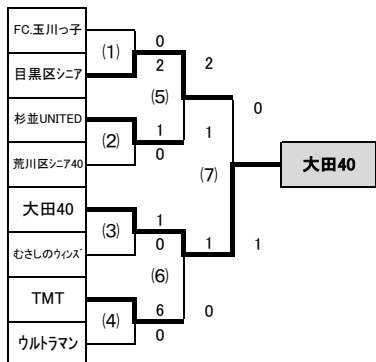 FC.玉川っ子
目黒区シニア
杉並UNITED
荒川区シニア40
大田40
むさしのウィンズ
TMT
ウルトラマン
(1)
0
2
(2)
1
0
(3)
1
0
(4)
6
0
(5)
2
1
(6)
1
0
(7)
0
1
大田40